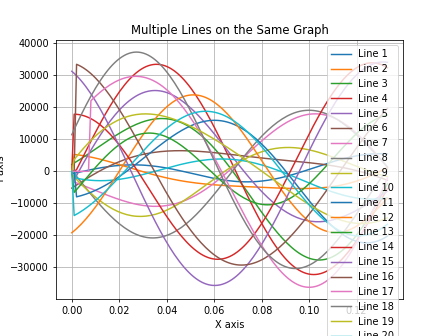 Multiple Lines on the Same Graph
40000
30000
20000
10000
0
−10000
−20000
−30000
0.00
0.02
0.04
0.06
0.08
0.10
X axis
Line 1
Line 2
Line 3
Line 4
Line 5
Line 6
Line 7
Line 8
Line 9
Line 10
Line 11
Line 12
Line 13
Line 14
Line 15
Line 16
Line 17
Line 18
Line 19
Line 20